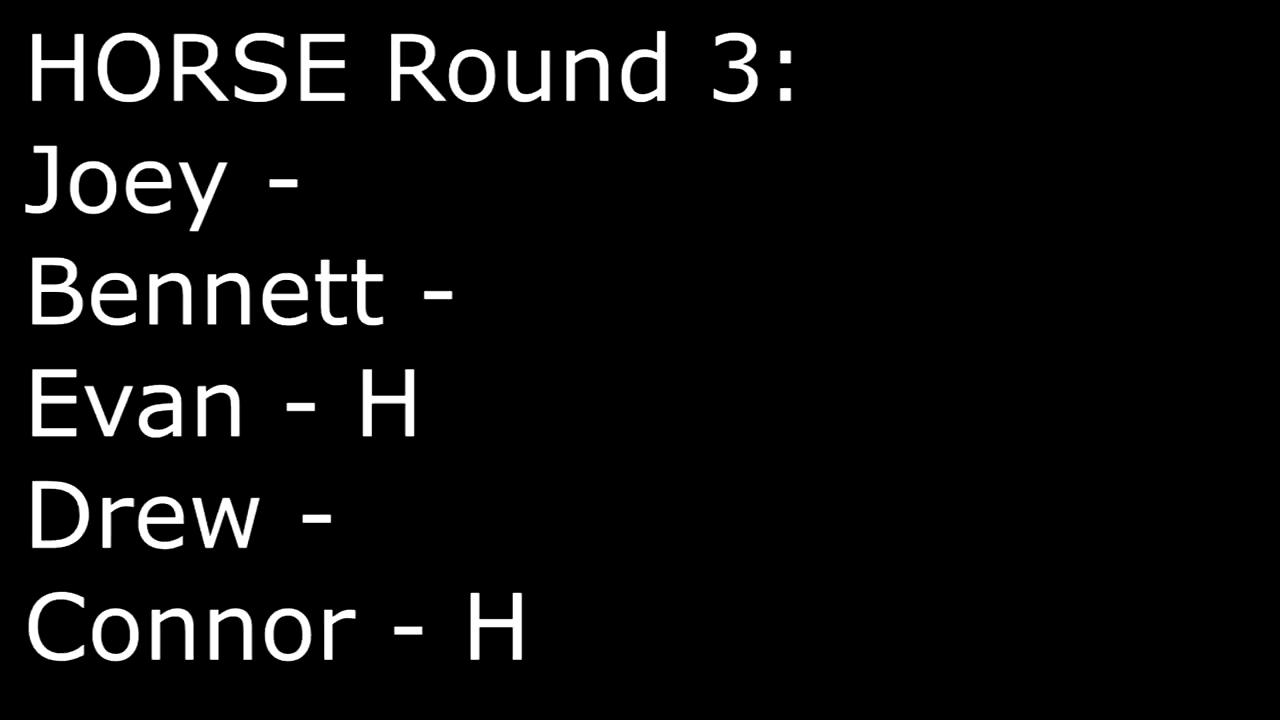 HORSE Round 3:
Joey -
Bennett -
Evan - H
Drew -
Connor - H